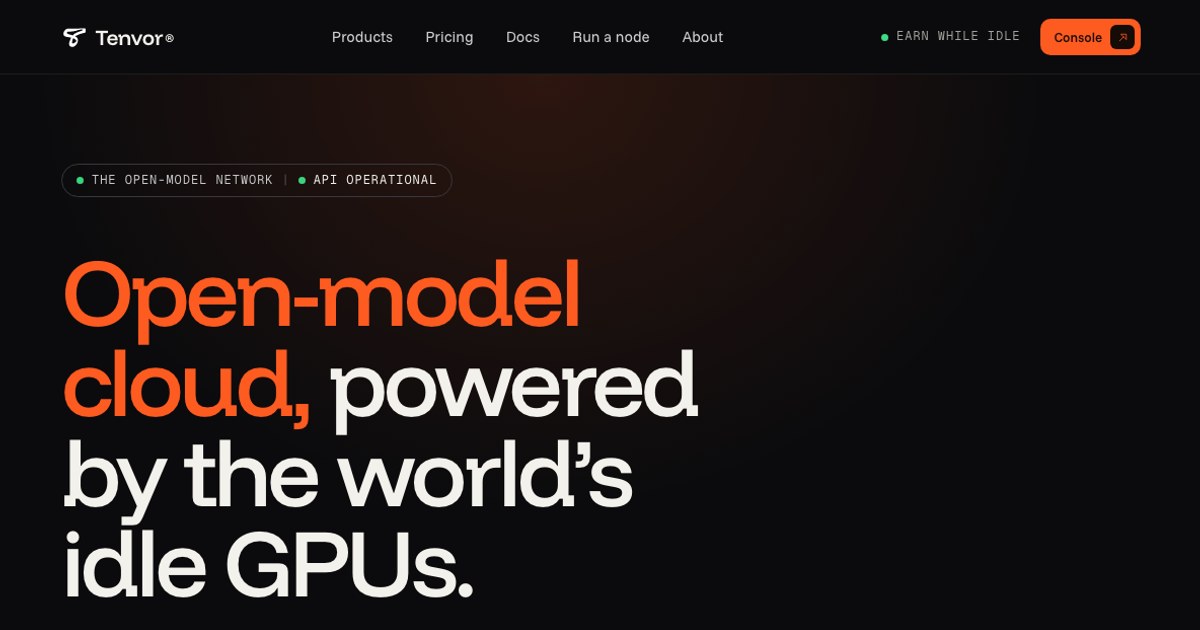 Tenvor®
Products
Pricing
Docs
Run a node
About
EARN WHILE IDLE
Console
THE OPEN-MODEL NETWORK | API OPERATIONAL
Open-model
cloud, powered
by the world’s
idle GPUs.